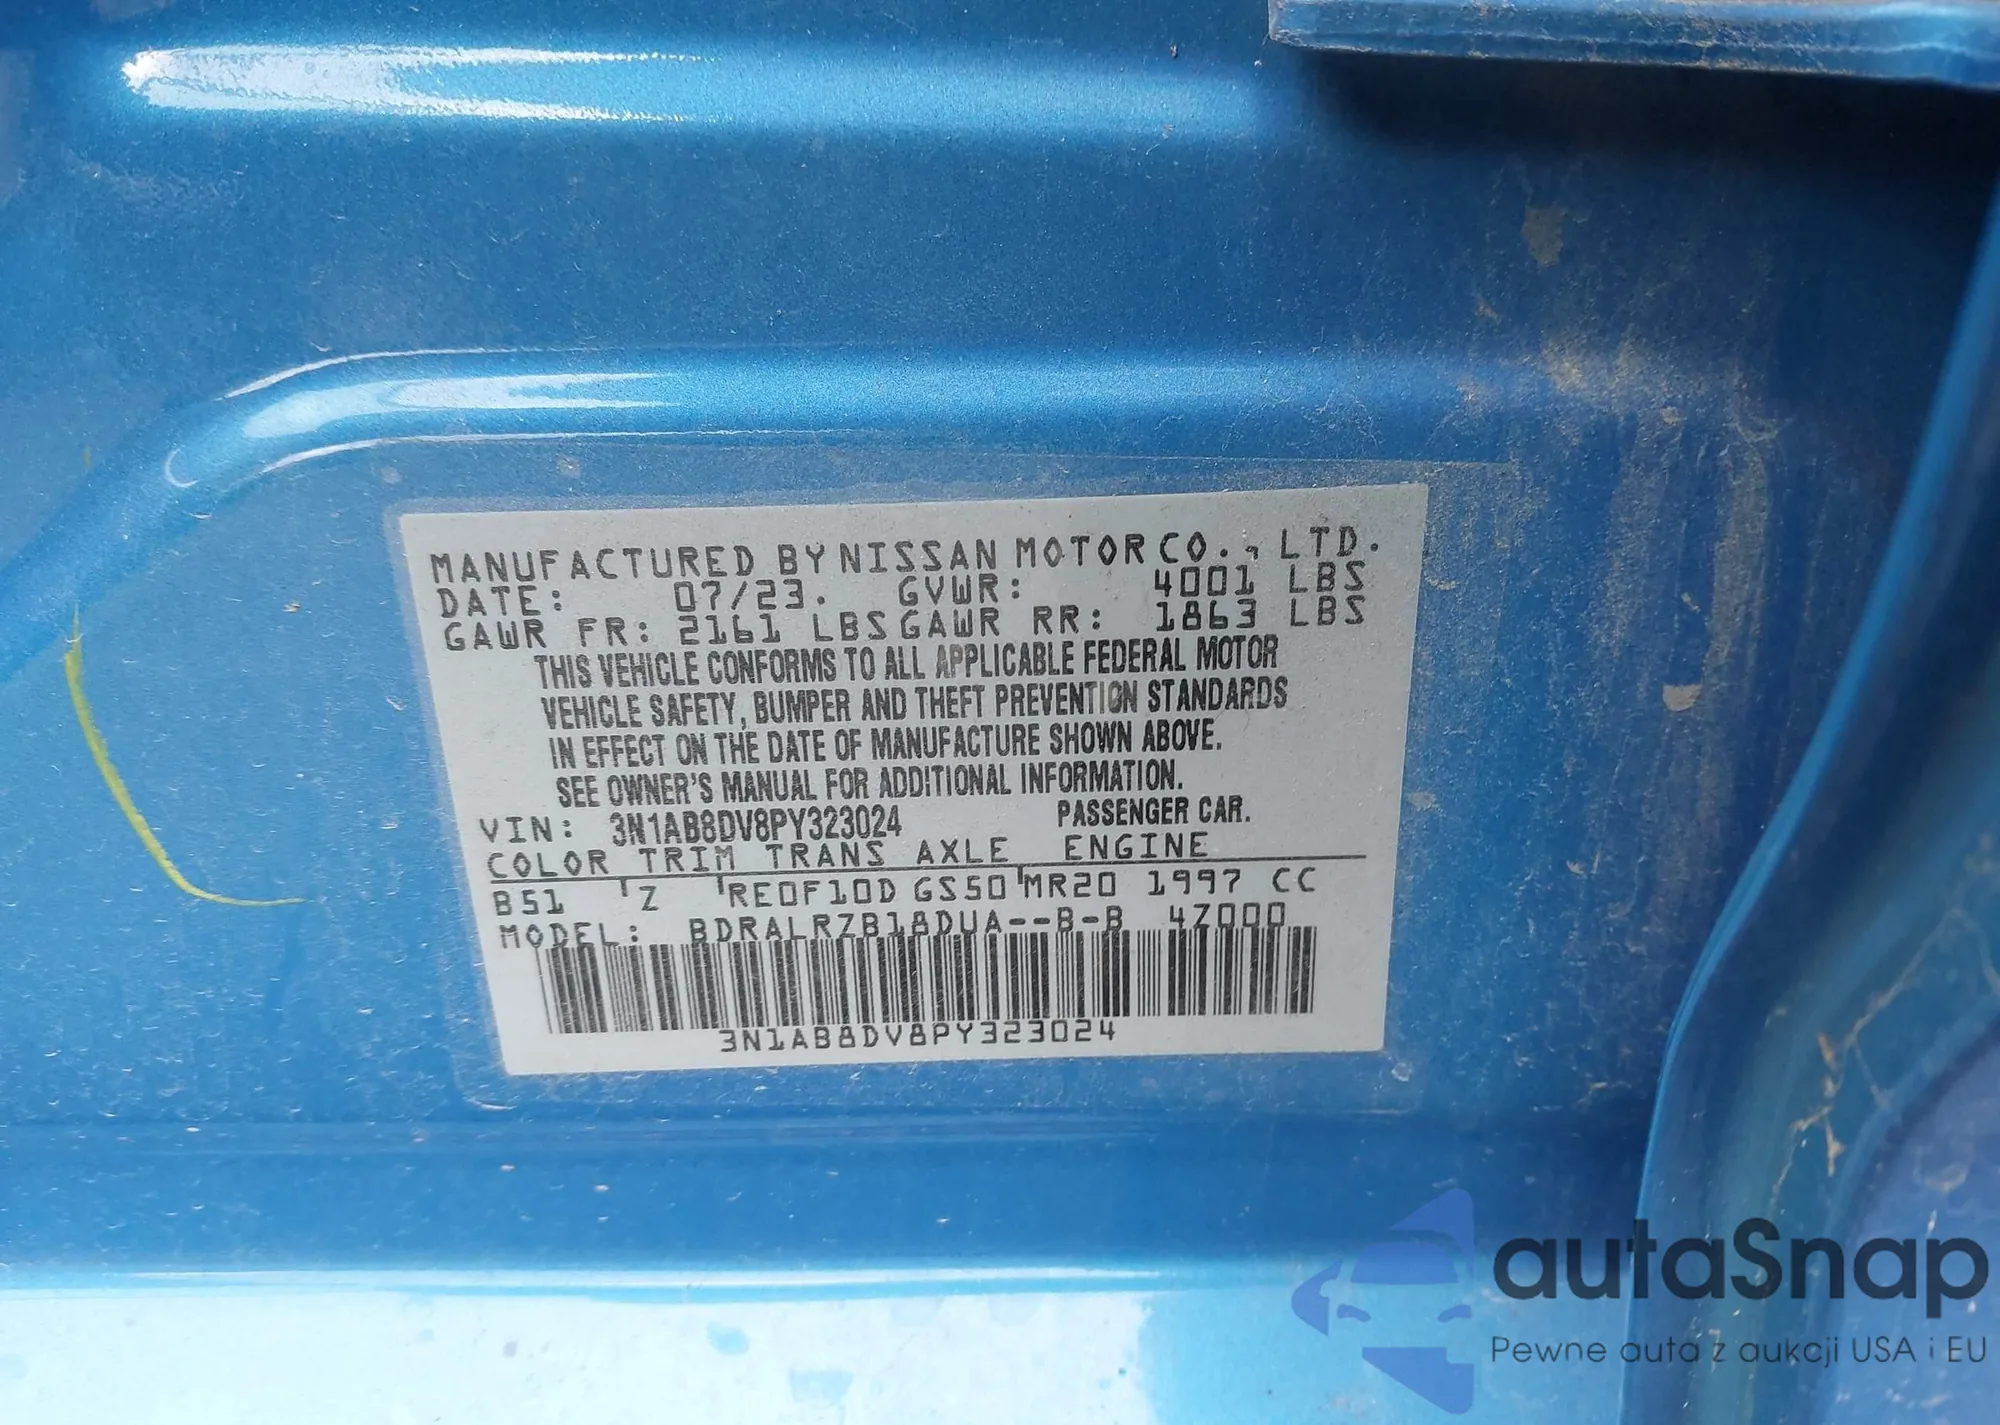 MANUFACTURED BY NISSAN MOTOR CO., LTD.
DATE: 07/23. GVWR: 4001 LBS
GAWR FR: 2161 LBS GAWR RR: 1863 LBS
THIS VEHICLE CONFORMS TO ALL APPLICABLE FEDERAL MOTOR
VEHICLE SAFETY, BUMPER AND THEFT PREVENTION STANDARDS
IN EFFECT ON THE DATE OF MANUFACTURE SHOWN ABOVE.
SEE OWNER'S MANUAL FOR ADDITIONAL INFORMATION.
VIN: 3N1AB8DV8PY323024 PASSENGER CAR.
COLOR TRIM TRANS AXLE ENGINE
B51 Z RE0F10D GS50 MR20 1997 CC
MODEL: BDRALRZB18DUA--B-B 4Z000
3N1AB8DV8PY323024
autaSnap
Pewne auta z aukcji USA i EU